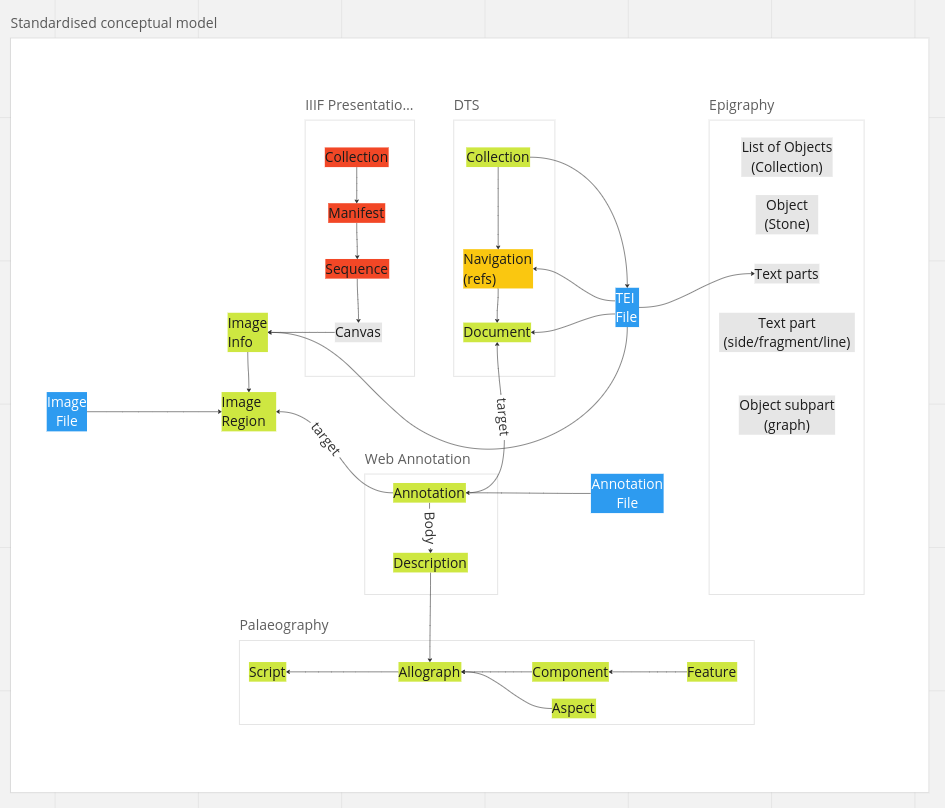 Standardised conceptual model
IIIF Presentatio...
Collection
Manifest
Sequence
Canvas
DTS
Collection
Navigation
(refs)
Document
TEI
File
Epigraphy
List of Objects
(Collection)
Object
(Stone)
Text parts
Text part
(side/fragment/line)
Object subpart
(graph)
Image
Info
Image
File
Image
Region
target
target
Web Annotation
Annotation
Body
Description
Annotation
File
Palaeography
Script
Allograph
Component
Feature
Aspect